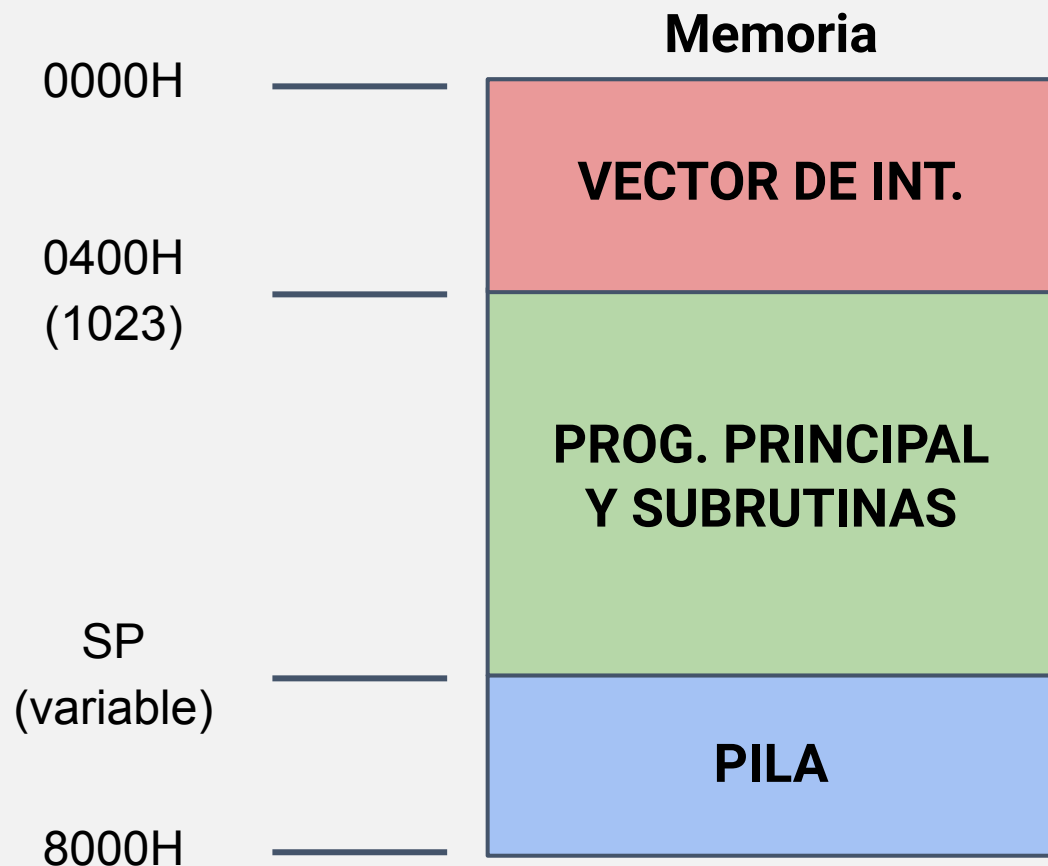 Memoria
0000H
VECTOR DE INT.
0400H
(1023)
PROG. PRINCIPAL
Y SUBRUTINAS
SP
(variable)
PILA
8000H